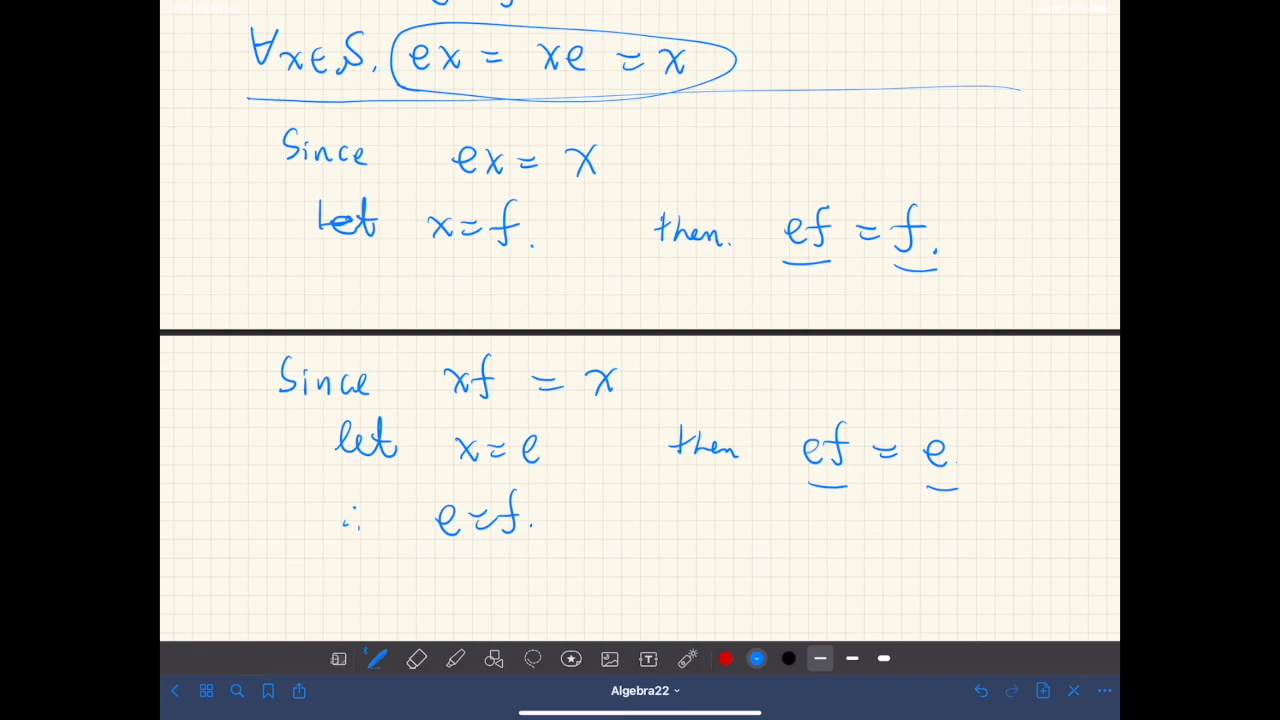 ∀x∈S, ex = xe = x
Since ex = x
Let x = f. then. ef = f.
Since xf = x
let x = e then ef = e.
∴ e = f.
Algebra22